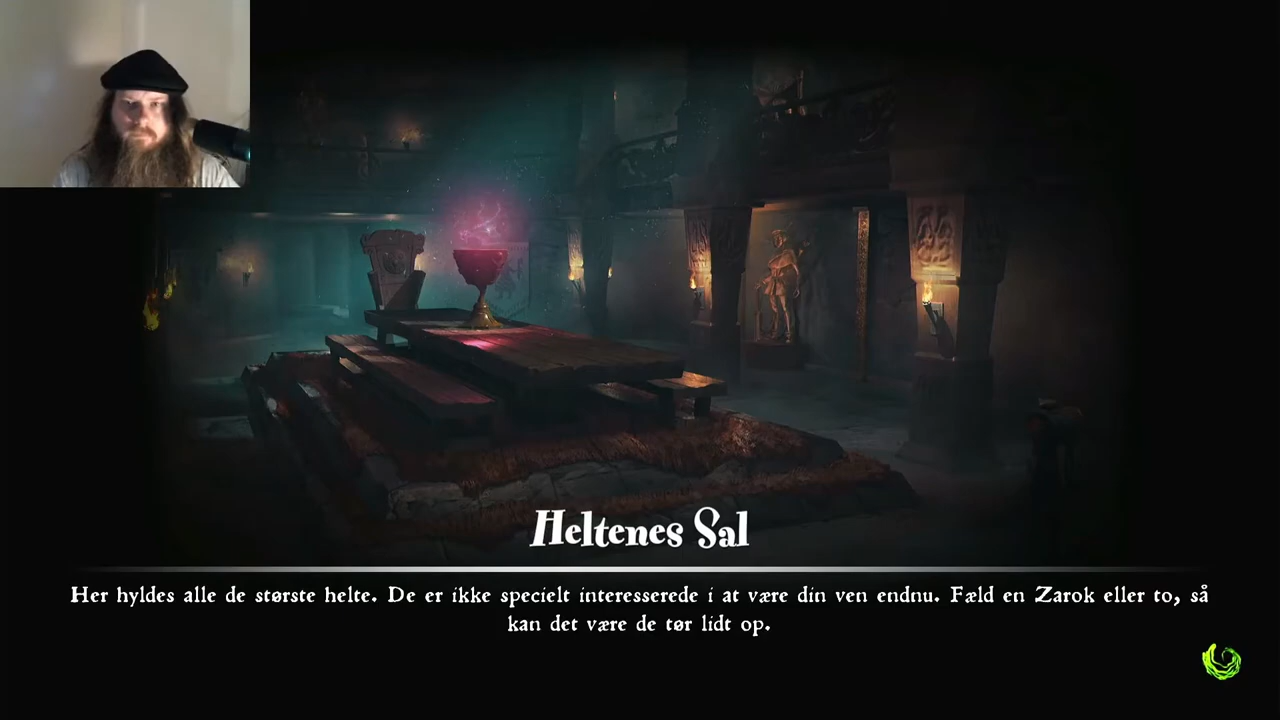 Heltenes Sal
Her hyldes alle de største helte. De er ikke specielt interesserede i at være din ven endnu. Fæld en Zarok eller to, så
kan det være de tør lidt op.